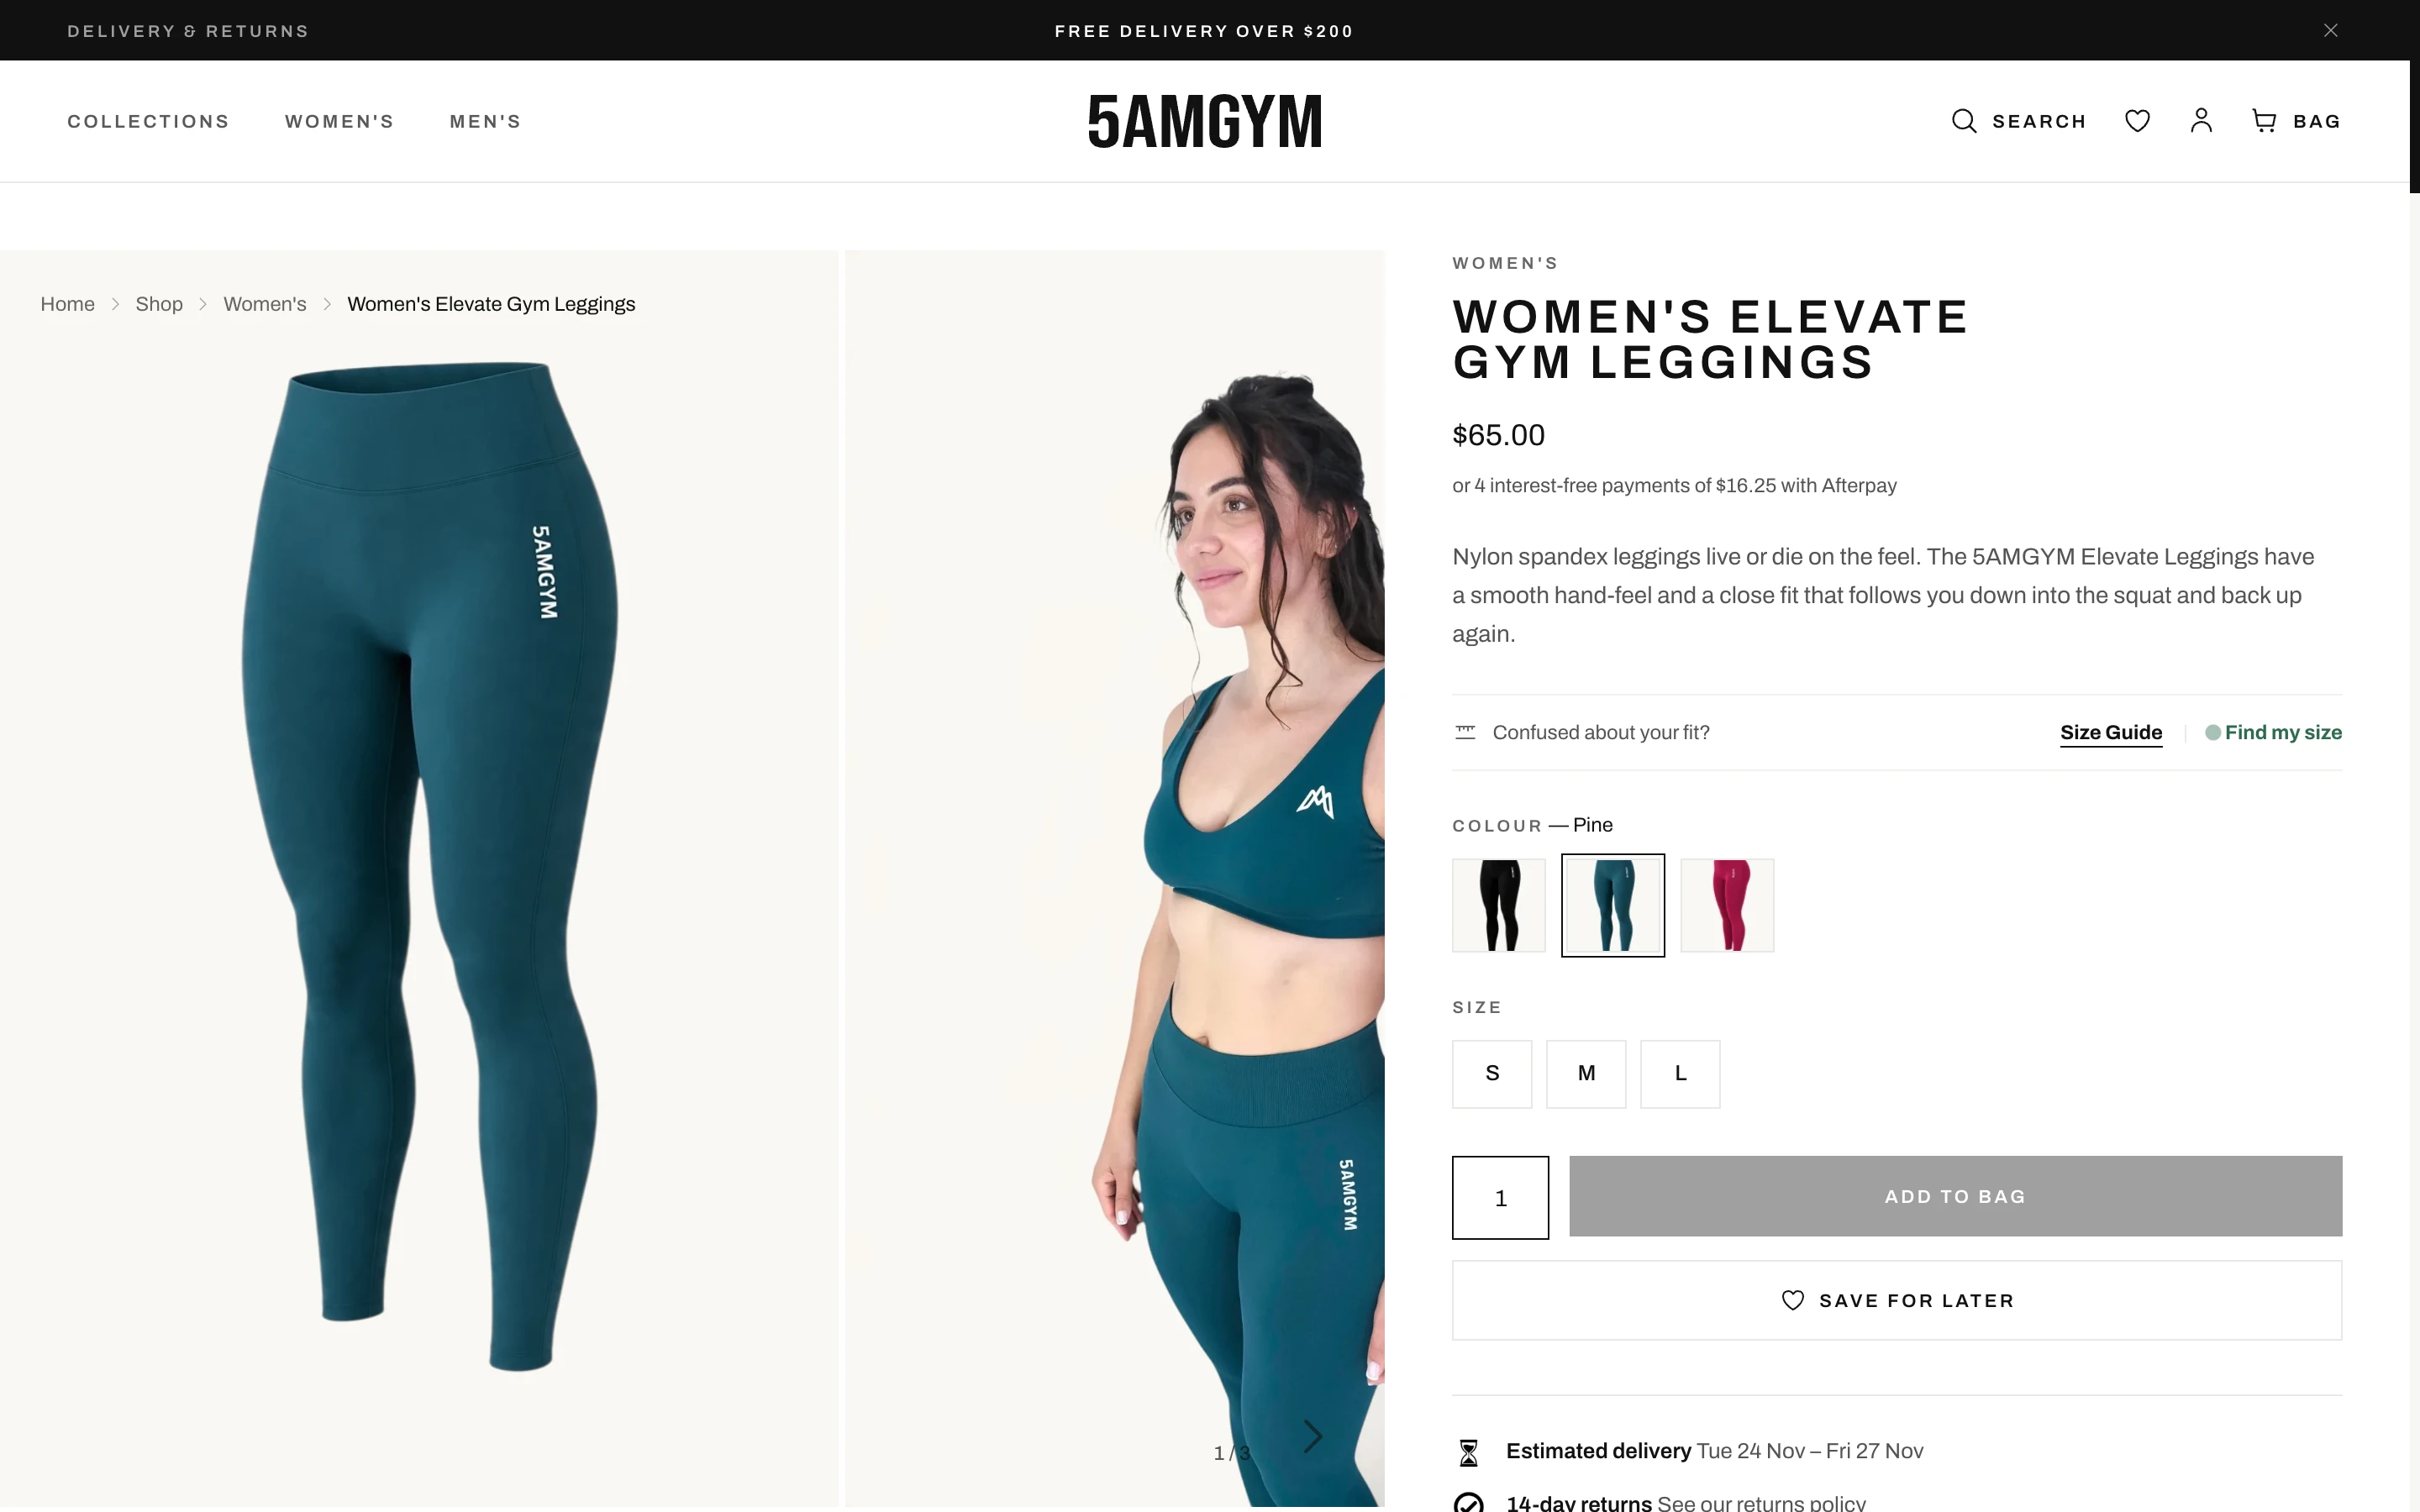 DELIVERY & RETURNS
FREE DELIVERY OVER $200
COLLECTIONS
WOMEN'S
MEN'S
5AMGYM
SEARCH
BAG
Home
Shop
Women's
Women's Elevate Gym Leggings
5AMGYM
5AMGYM
1 / 3
WOMEN'S
WOMEN'S ELEVATE
GYM LEGGINGS
$65.00
or 4 interest-free payments of $16.25 with Afterpay
Nylon spandex leggings live or die on the feel. The 5AMGYM Elevate Leggings have
a smooth hand-feel and a close fit that follows you down into the squat and back up
again.
Confused about your fit?
Size Guide
Find my size
COLOUR — Pine
SIZE
S
M
L
1
ADD TO BAG
SAVE FOR LATER
Estimated delivery Tue 24 Nov – Fri 27 Nov
14-day returns See our returns policy